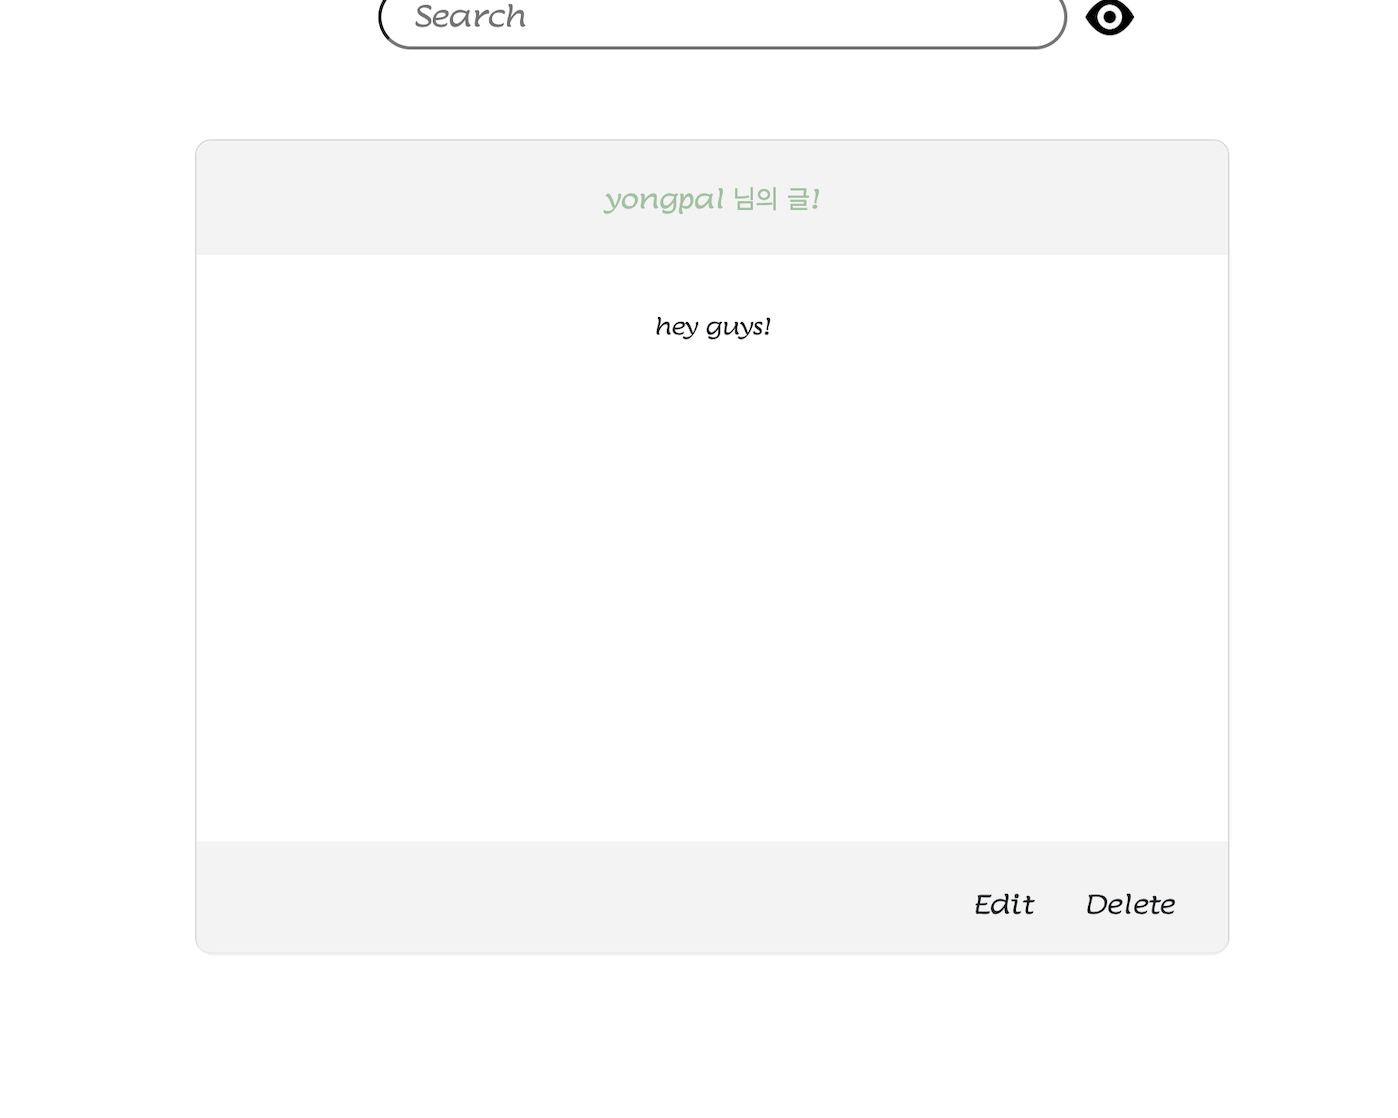 Search
yongpal 님의 글!
hey guys!
Edit Delete